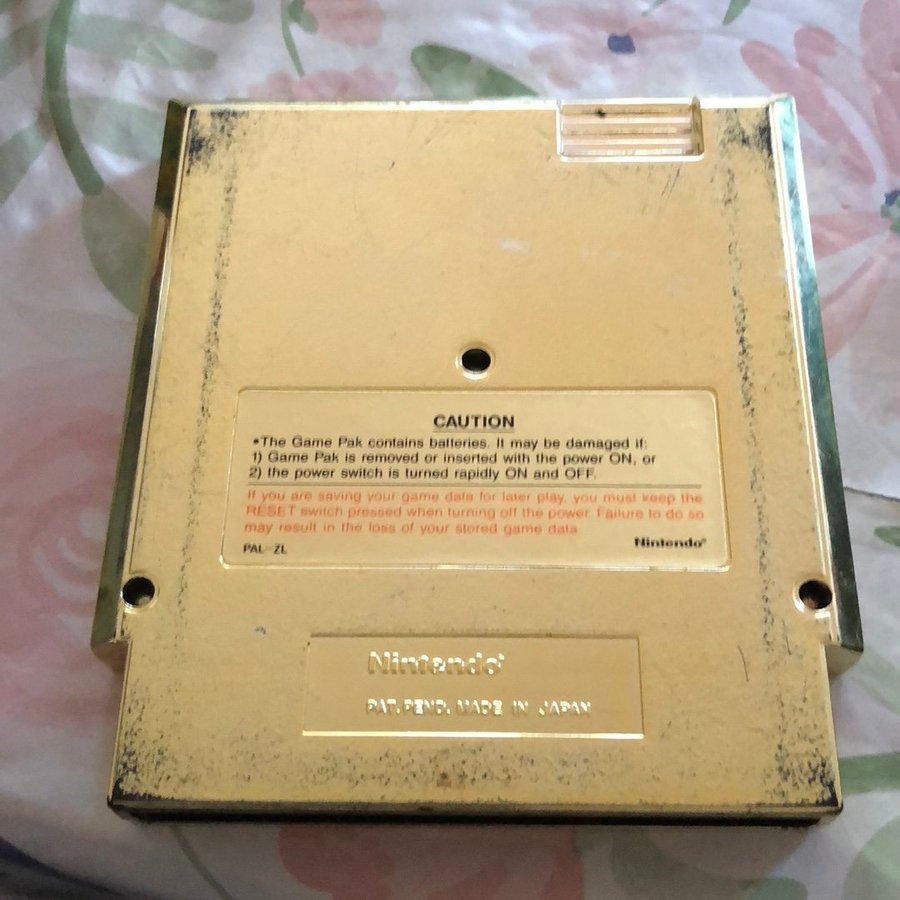 CAUTION
•The Game Pak contains batteries. It may be damaged if:
1) Game Pak is removed or inserted with the power ON, or
2) the power switch is turned rapidly ON and OFF.
If you are saving your game data for later play, you must keep the
RESET switch pressed when turning off the power. Failure to do so
may result in the loss of your stored game data.
PAL-ZL
Nintendo®
Nintendo®
PAT.PEND. MADE IN JAPAN